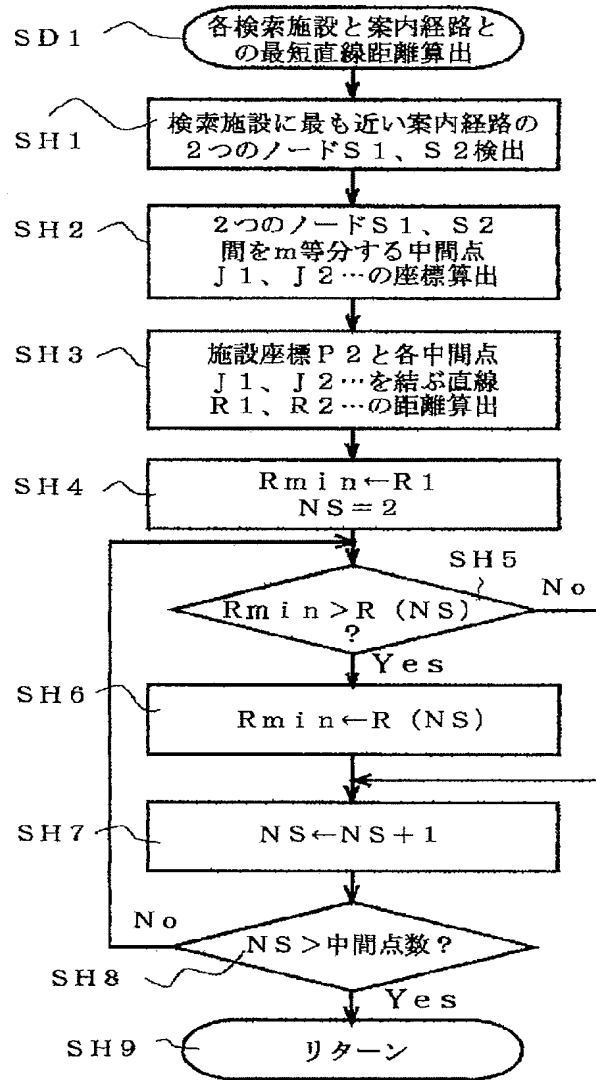 SD1
各検索施設と案内経路と
の最短直線距離算出
SH1
検索施設に最も近い案内経路の
2つのノードS1、S2検出
SH2
2つのノードS1、S2
間をm等分する中間点
J1、J2…の座標算出
SH3
施設座標P2と各中間点
J1、J2…を結ぶ直線
R1、R2…の距離算出
SH4
Rmin←R1
NS=2
SH5
Rmin>R(NS)
?
No
Yes
SH6
Rmin←R(NS)
SH7
NS←NS+1
No
NS>中間点数?
SH8
Yes
SH9
リターン